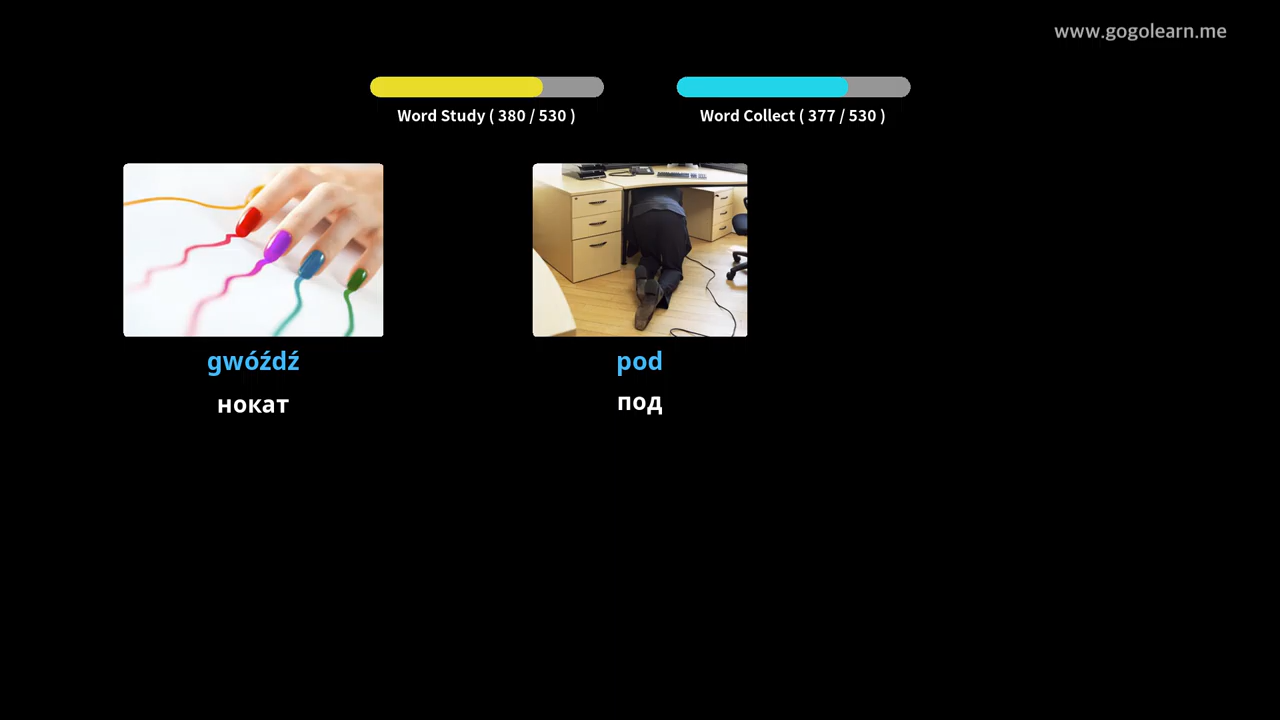 www.gogolearn.me
Word Study ( 380 / 530 )
Word Collect ( 377 / 530 )
gwóźdź
нокат
pod
под